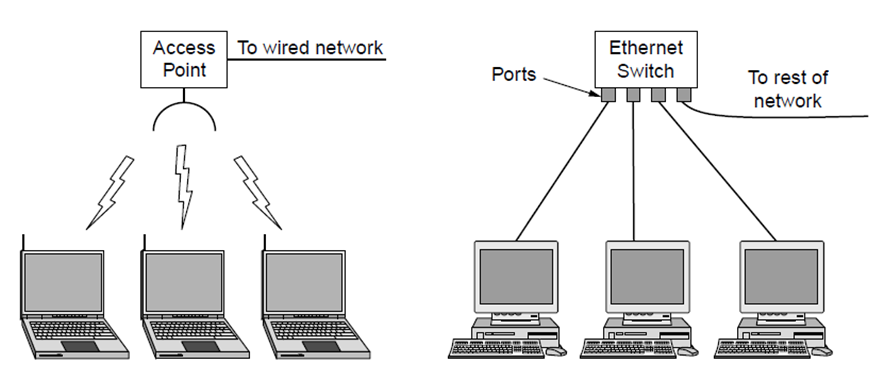 Access
Point
To wired network
Ethernet
Switch
Ports
To rest of
network